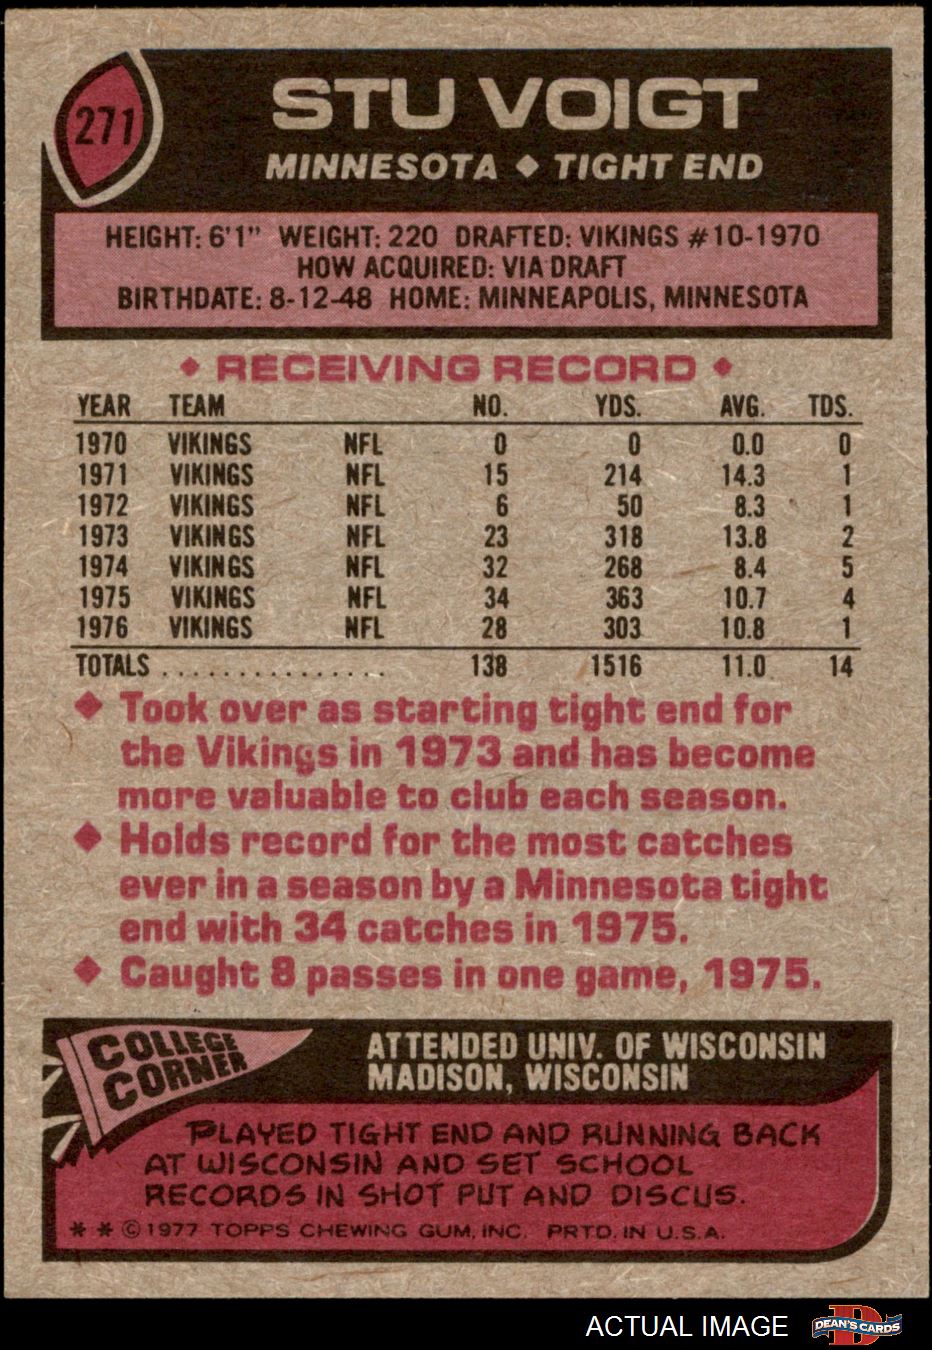 271
STU VOIGT
MINNESOTA ◆ TIGHT END
HEIGHT: 6'1" WEIGHT: 220 DRAFTED: VIKINGS #10-1970
HOW ACQUIRED: VIA DRAFT
BIRTHDATE: 8-12-48 HOME: MINNEAPOLIS, MINNESOTA
◆ RECEIVING RECORD ◆
YEAR TEAM NO. YDS. AVG. TDS.
1970 VIKINGS NFL 0 0 0.0 0
1971 VIKINGS NFL 15 214 14.3 1
1972 VIKINGS NFL 6 50 8.3 1
1973 VIKINGS NFL 23 318 13.8 2
1974 VIKINGS NFL 32 268 8.4 5
1975 VIKINGS NFL 34 363 10.7 4
1976 VIKINGS NFL 28 303 10.8 1
TOTALS . . . . . . . . . . . . . . . 138 1516 11.0 14
◆ Took over as starting tight end for
the Vikings in 1973 and has become
more valuable to club each season.
◆ Holds record for the most catches
ever in a season by a Minnesota tight
end with 34 catches in 1975.
◆ Caught 8 passes in one game, 1975.
COLLEGE
CORNER
ATTENDED UNIV. OF WISCONSIN
MADISON, WISCONSIN
PLAYED TIGHT END AND RUNNING BACK
AT WISCONSIN AND SET SCHOOL
RECORDS IN SHOT PUT AND DISCUS.
* * © 1977 TOPPS CHEWING GUM, INC. PRTD. IN U.S.A.
ACTUAL IMAGE
DEAN'S CARDS